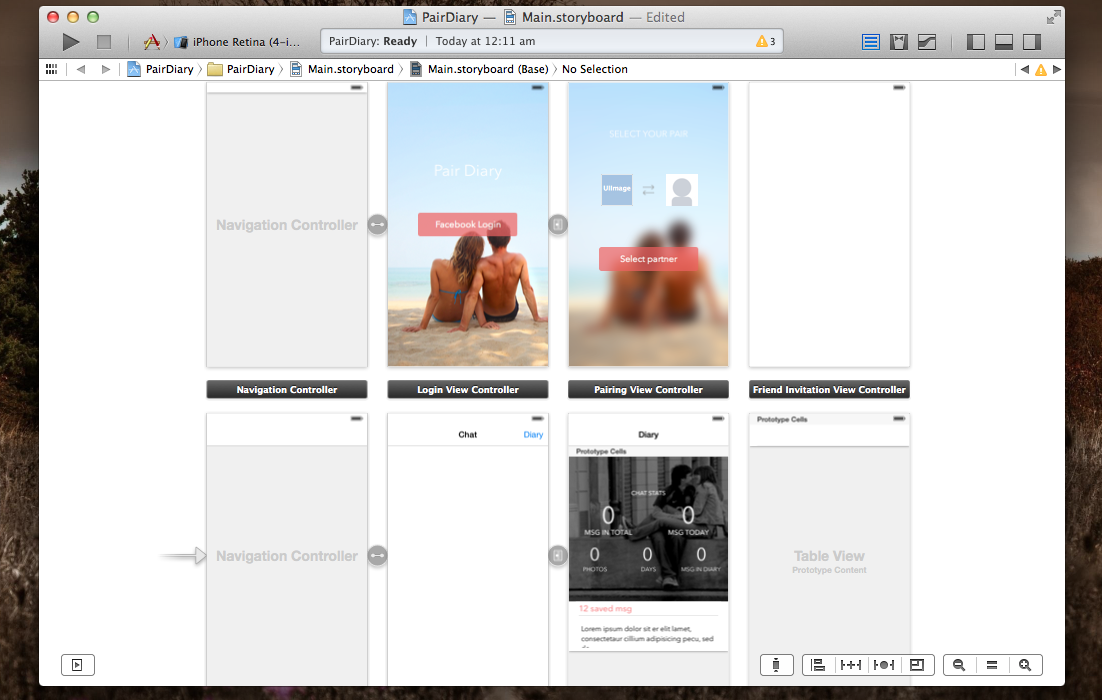 PairDiary — Main.storyboard — Edited
iPhone Retina (4-i...
PairDiary: Ready | Today at 12:11 am
3
PairDiary PairDiary Main.storyboard Main.storyboard (Base) No Selection
Navigation Controller
Pair Diary
Facebook Login
SELECT YOUR PAIR
UIImage
Select partner
Navigation Controller
Login View Controller
Pairing View Controller
Friend Invitation View Controller
Navigation Controller
Chat
Diary
Diary
Prototype Cells
CHAT STATS
0 0
MSG IN TOTAL MSG TODAY
0 0 0
PHOTOS DAYS MSG IN DIARY
12 saved msg
Lorem ipsum dolor sit er elit lamet,
consectetur cillium adipisicing pecu, sed
Prototype Cells
Table View
Prototype Content